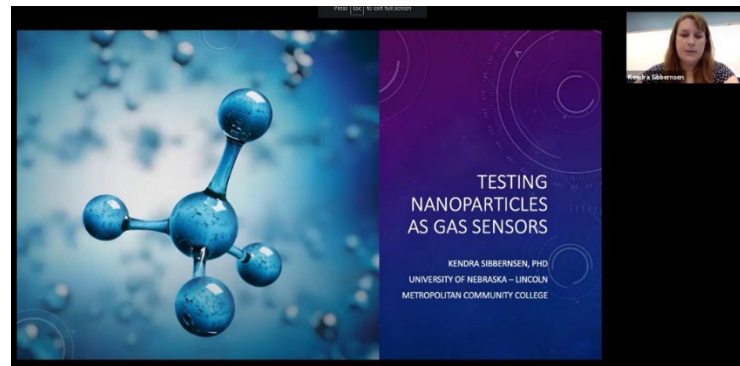 Press Esc to exit full screen
Kendra Sibbernsen
TESTING
NANOPARTICLES
AS GAS SENSORS
KENDRA SIBBERNSEN, PHD
UNIVERSITY OF NEBRASKA – LINCOLN
METROPOLITAN COMMUNITY COLLEGE